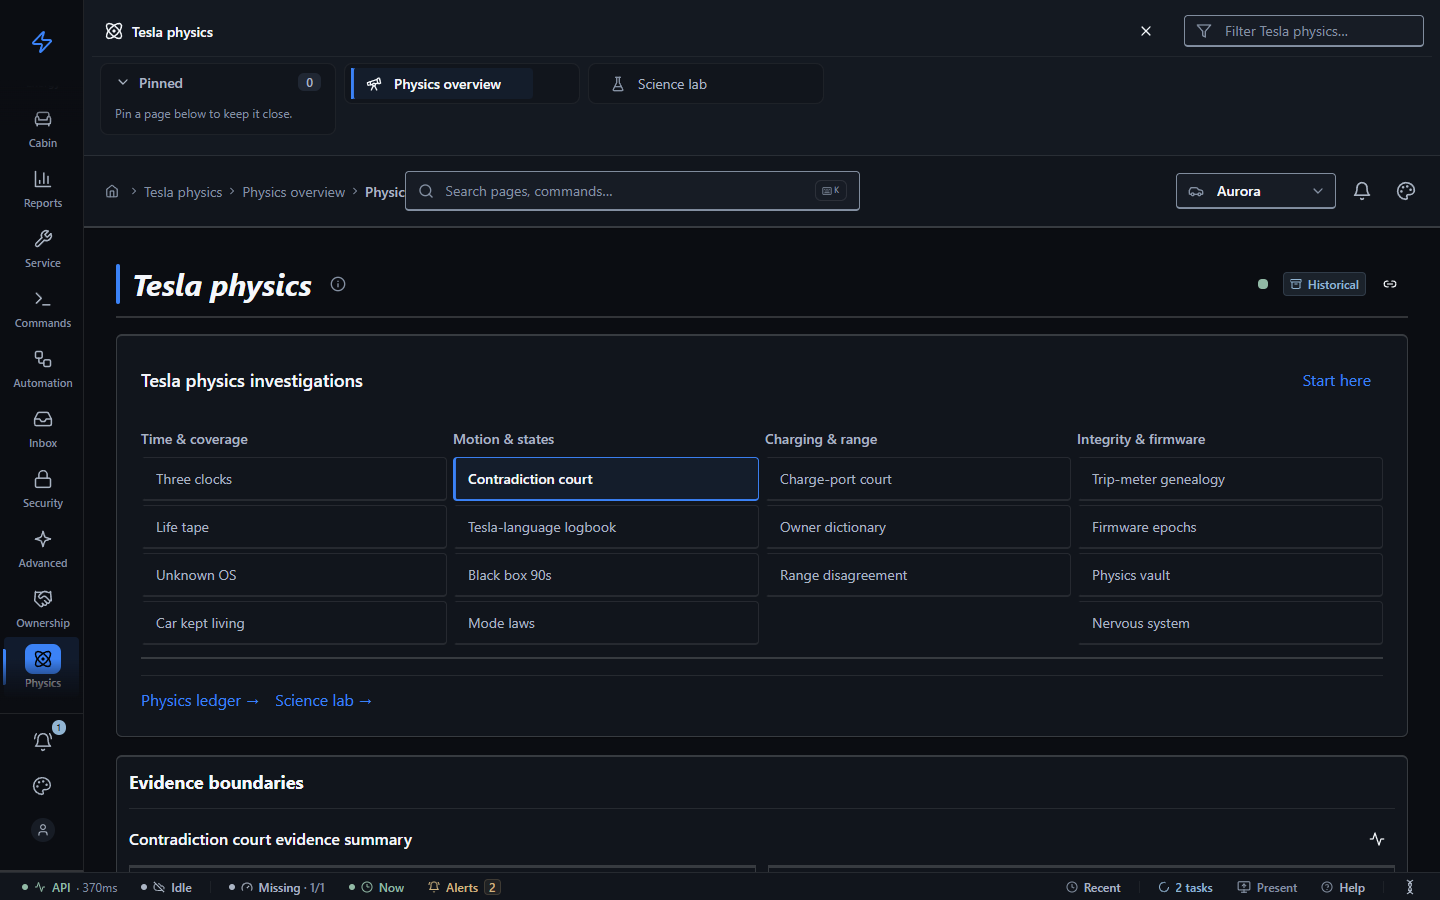 Tesla physics
Filter Tesla physics...
Pinned
0
Pin a page below to keep it close.
Physics overview
Science lab
Cabin
Reports
Service
Commands
Automation
Inbox
Security
Advanced
Ownership
Physics
1
Tesla physics
Physics overview
Physic
Search pages, commands...
K
Aurora
Tesla physics
Historical
Tesla physics investigations
Start here
Time & coverage
Three clocks
Life tape
Unknown OS
Car kept living
Motion & states
Contradiction court
Tesla-language logbook
Black box 90s
Mode laws
Charging & range
Charge-port court
Owner dictionary
Range disagreement
Integrity & firmware
Trip-meter genealogy
Firmware epochs
Physics vault
Nervous system
Physics ledger →
Science lab →
Evidence boundaries
Contradiction court evidence summary
API · 370ms
Idle
Missing · 1/1
Now
Alerts 2
Recent
2 tasks
Present
Help